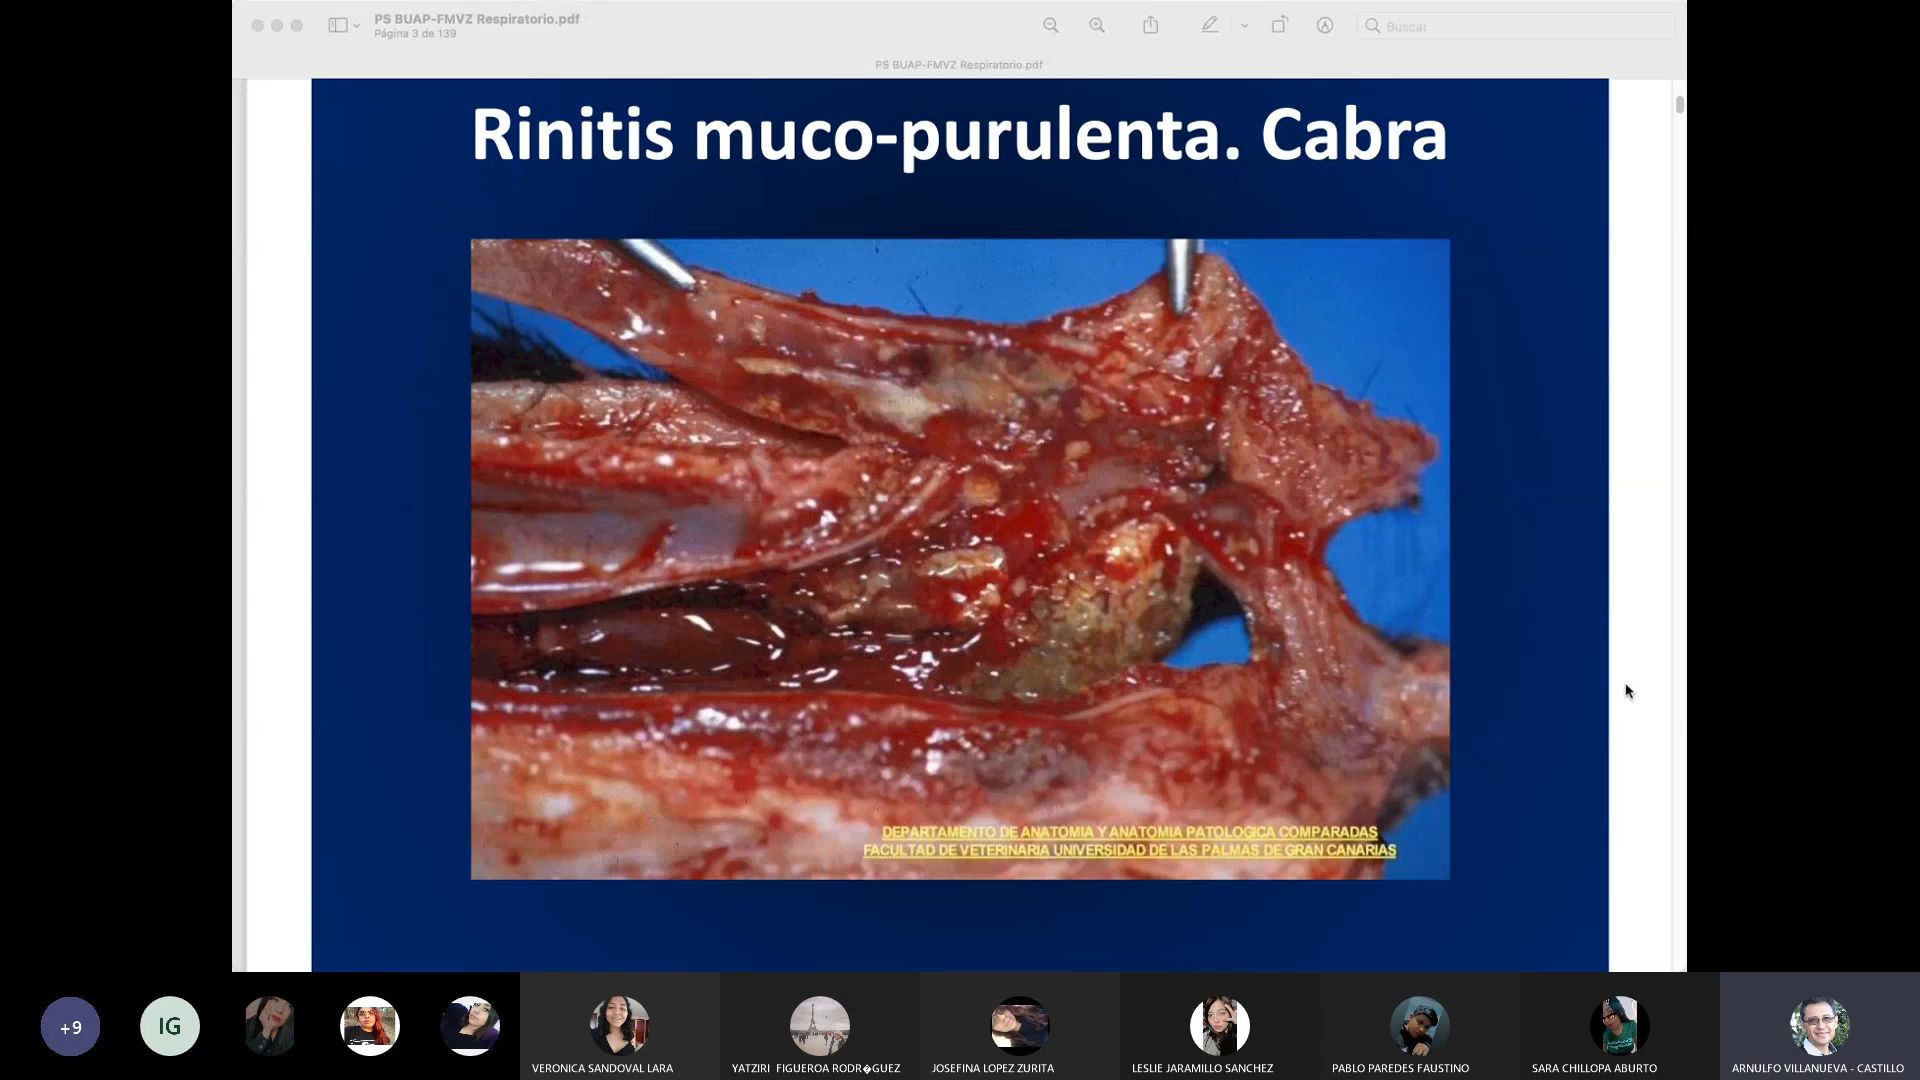 PS BUAP-FMVZ Respiratorio.pdf
Página 3 de 139
Buscar
PS BUAP-FMVZ Respiratorio.pdf
Rinitis muco-purulenta. Cabra
DEPARTAMENTO DE ANATOMIA Y ANATOMIA PATOLOGICA COMPARADAS
FACULTAD DE VETERINARIA UNIVERSIDAD DE LAS PALMAS DE GRAN CANARIAS
+9
IG
VERONICA SANDOVAL LARA
YATZIRI FIGUEROA RODR�GUEZ
JOSEFINA LOPEZ ZURITA
LESLIE JARAMILLO SANCHEZ
PABLO PAREDES FAUSTINO
SARA CHILLOPA ABURTO
ARNULFO VILLANUEVA - CASTILLO